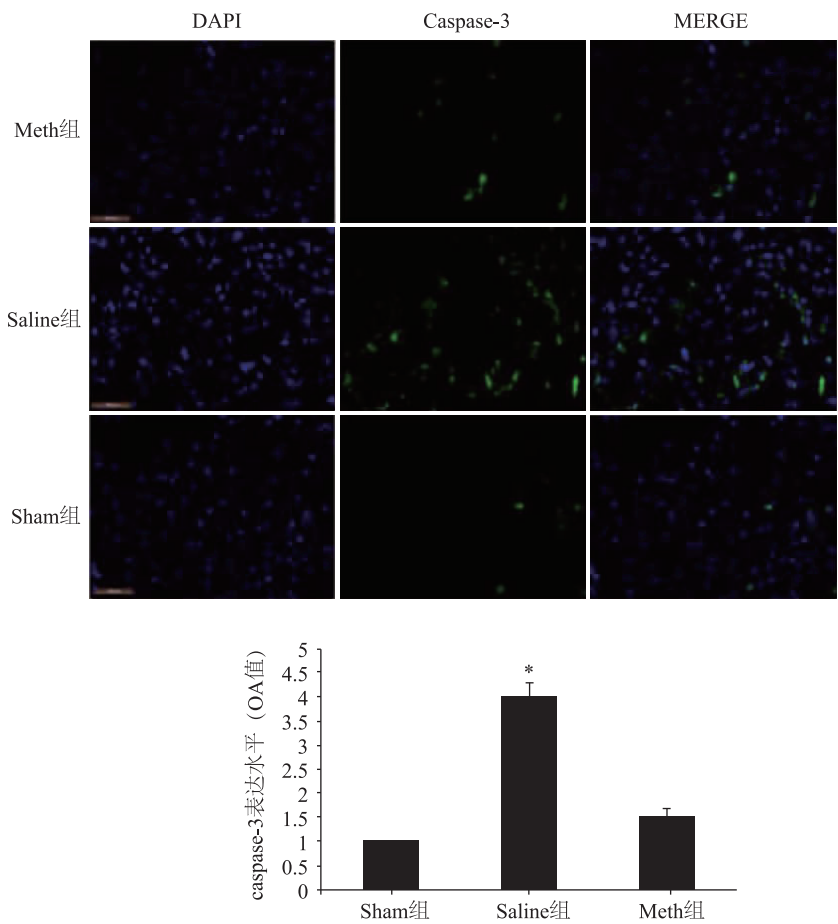 DAPI Caspase-3 MERGE
Meth组
Saline组
Sham组
caspase-3表达水平（OA值）
5
4.5
4
3.5
3
2.5
2
1.5
1
0.5
0
*
Sham组 Saline组 Meth组